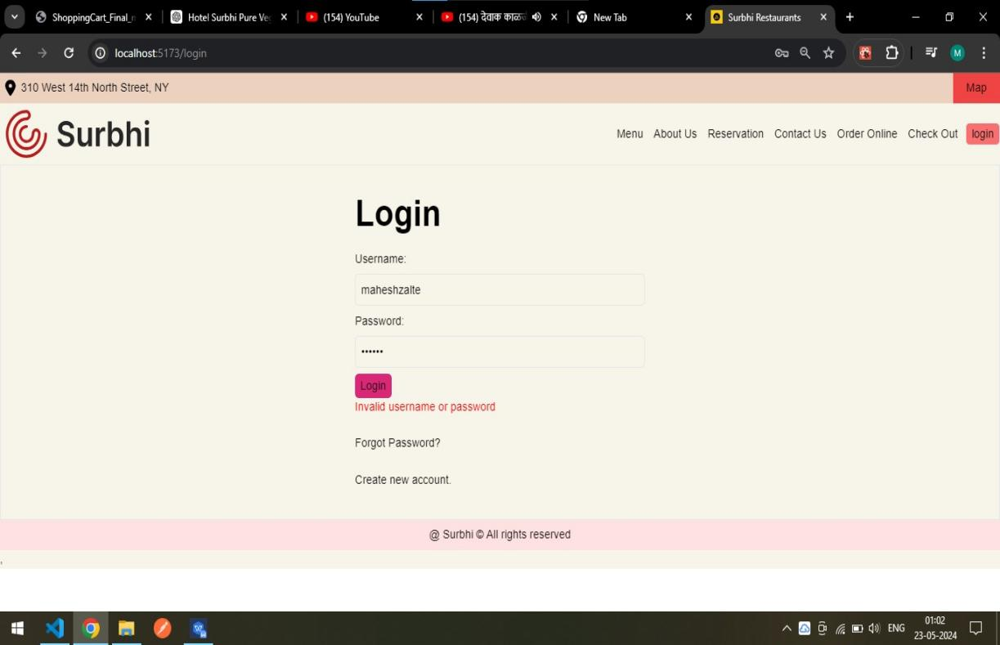 ShoppingCart_Final_
Hotel Surbhi Pure Ve
(154) YouTube
(154) देवाक काळ
New Tab
Surbhi Restaurants
localhost:5173/login
M
310 West 14th North Street, NY
Map
Surbhi
Menu About Us Reservation Contact Us Order Online Check Out login
Login
Username:
maheshzalte
Password:
••••••
Login
Invalid username or password
Forgot Password?
Create new account.
@ Surbhi © All rights reserved
,
ENG
01:02
23-05-2024